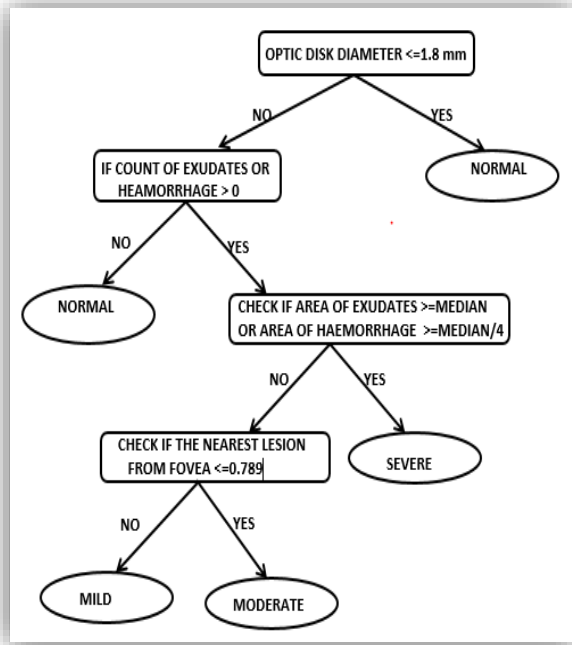 OPTIC DISK DIAMETER <=1.8 mm
NO
YES
IF COUNT OF EXUDATES OR
HEAMORRHAGE > 0
NORMAL
NO
YES
NORMAL
CHECK IF AREA OF EXUDATES >=MEDIAN
OR AREA OF HAEMORRHAGE >=MEDIAN/4
NO
YES
CHECK IF THE NEAREST LESION
FROM FOVEA <=0.789
SEVERE
NO
YES
MILD
MODERATE